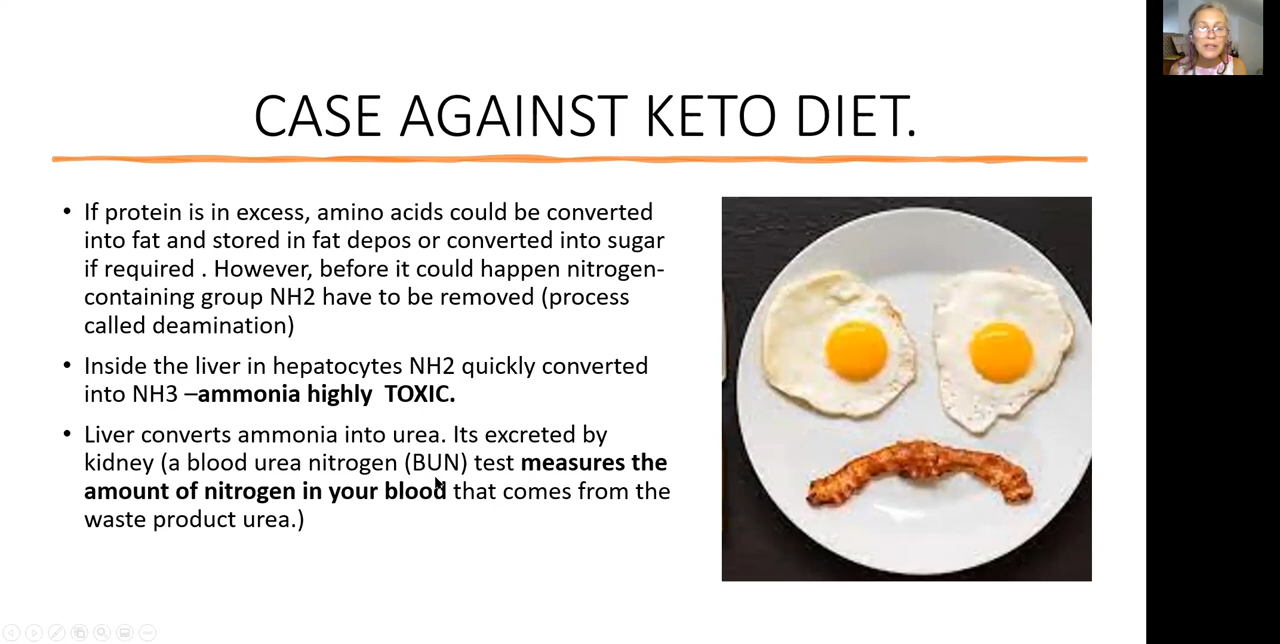 CASE AGAINST KETO DIET.
• If protein is in excess, amino acids could be converted
into fat and stored in fat depos or converted into sugar
if required . However, before it could happen nitrogen-
containing group NH2 have to be removed (process
called deamination)
• Inside the liver in hepatocytes NH2 quickly converted
into NH3 –ammonia highly  TOXIC.
• Liver converts ammonia into urea. Its excreted by
kidney (a blood urea nitrogen (BUN) test measures the
amount of nitrogen in your blood that comes from the
waste product urea.)